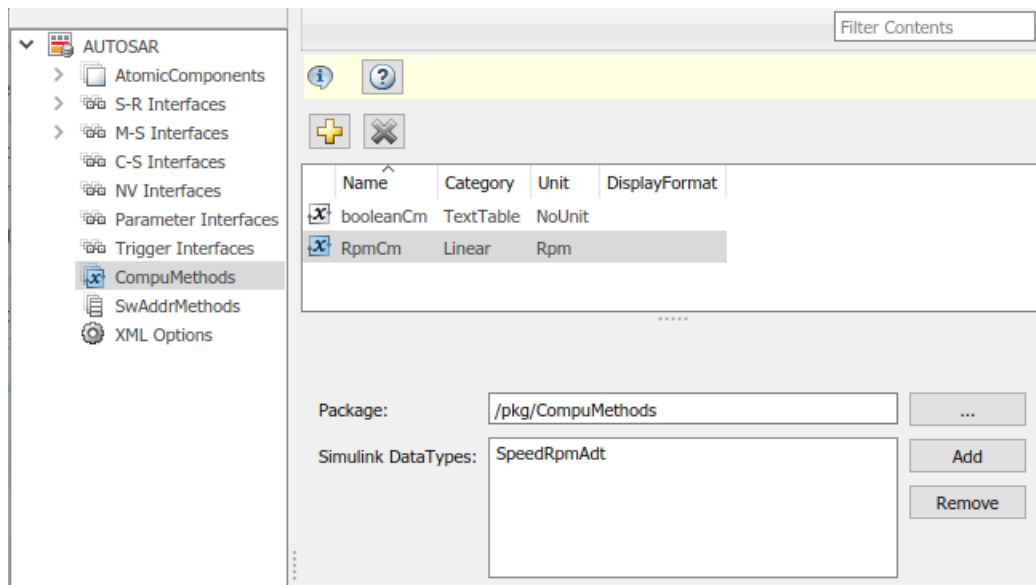 Filter Contents
AUTOSAR
AtomicComponents
S-R Interfaces
M-S Interfaces
C-S Interfaces
NV Interfaces
Parameter Interfaces
Trigger Interfaces
CompuMethods
SwAddrMethods
XML Options
Name Category Unit DisplayFormat
booleanCm TextTable NoUnit
RpmCm Linear Rpm
Package: /pkg/CompuMethods ...
Simulink DataTypes: SpeedRpmAdt Add
Remove